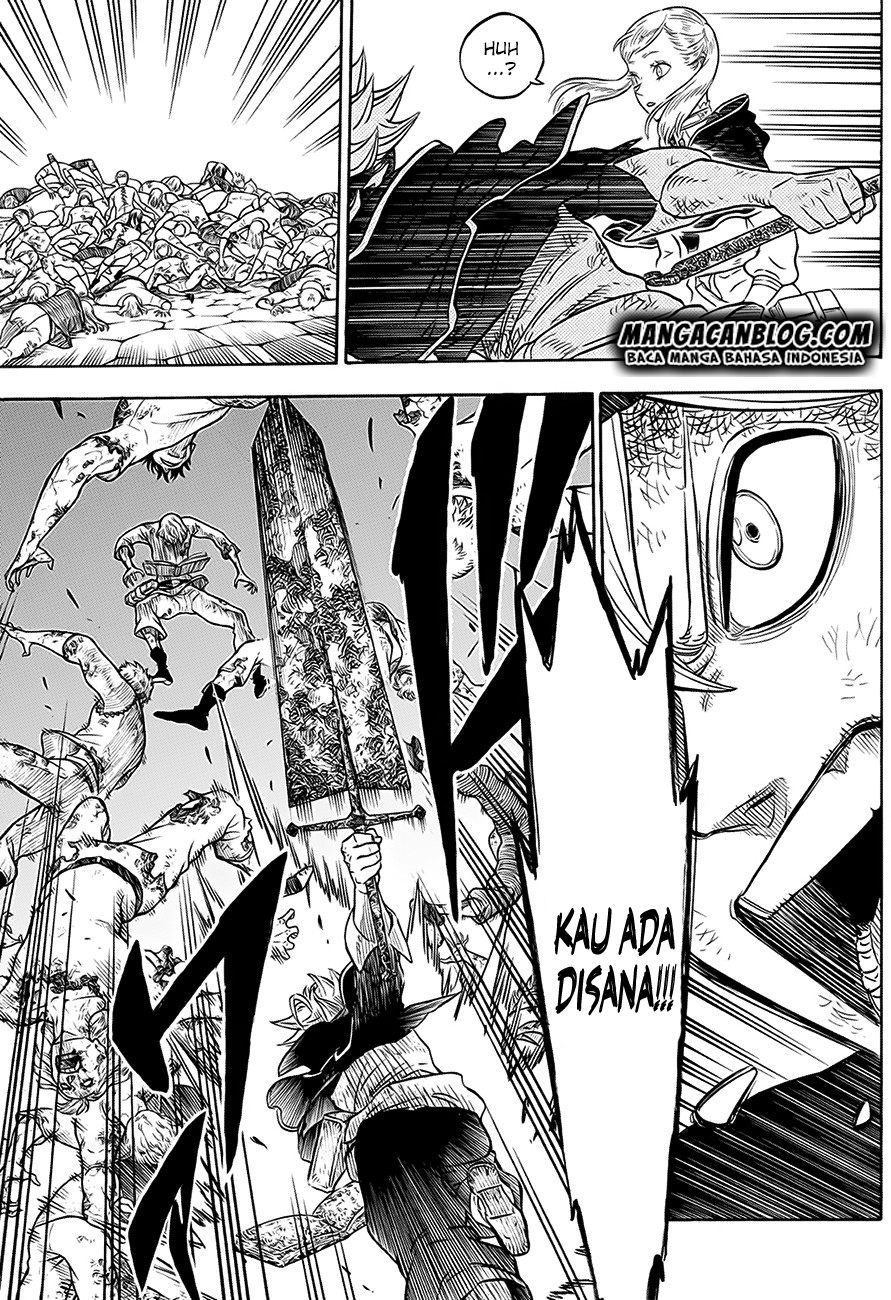 HUH
...?
MANGACANBLOG.COM
BACA MANGA BAHASA INDONESIA
KAU ADA
DISANA!!!